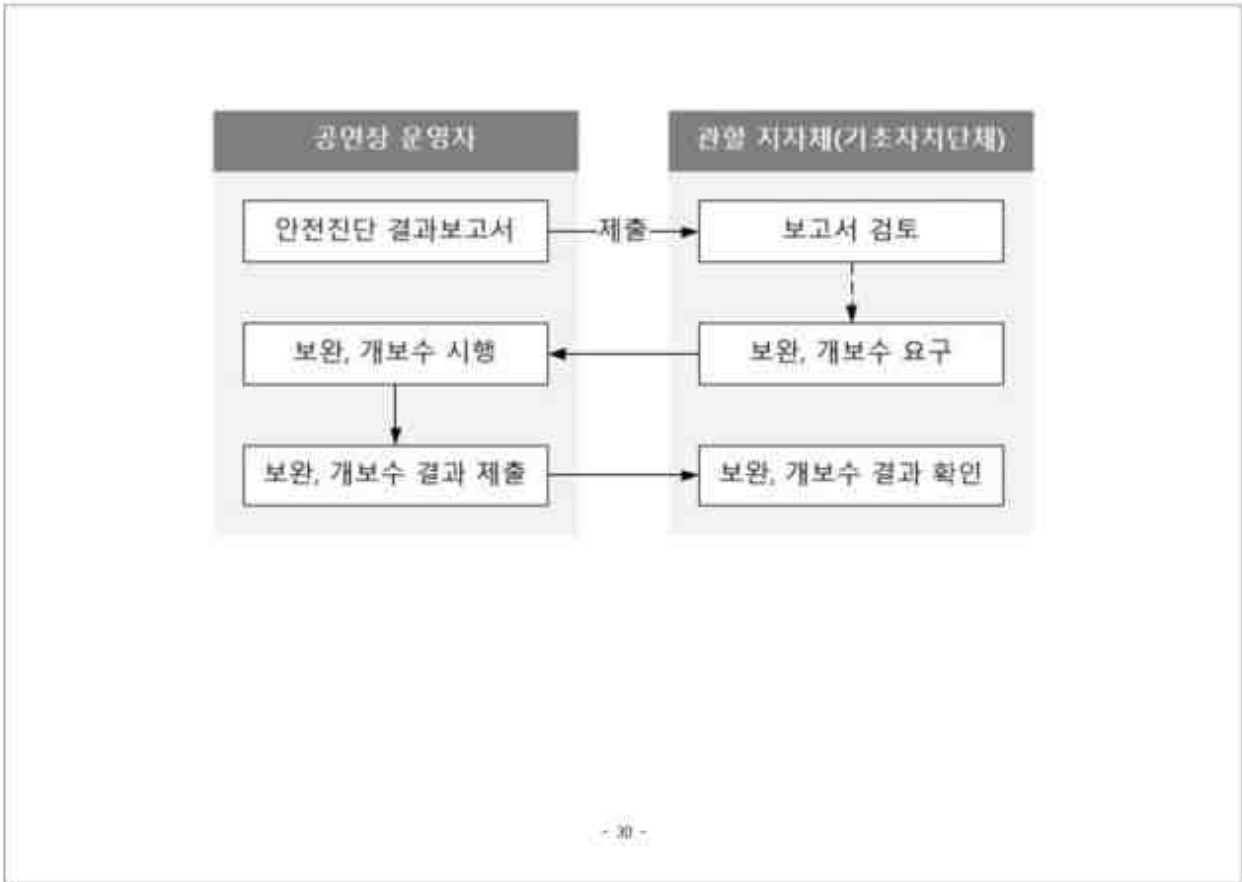 공연장 운영자
관할 지자체(기초자치단체)
안전진단 결과보고서
제출
보고서 검토
보완, 개보수 시행
보완, 개보수 요구
보완, 개보수 결과 제출
보완, 개보수 결과 확인
- 30 -